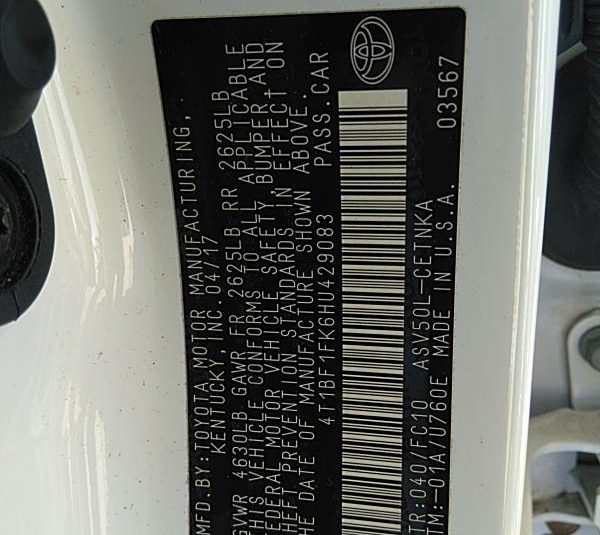 MFD.BY:TOYOTA MOTOR MANUFACTURING,
KENTUCKY, INC. 04/17
GVWR 4630LB GAWR FR 2625LB RR 2625LB
THIS VEHICLE CONFORMS TO ALL APPLICABLE
FEDERAL MOTOR VEHICLE SAFETY, BUMPER, AND
THEFT PREVENTION STANDARDS IN EFFECT ON
THE DATE OF MANUFACTURE SHOWN ABOVE.
4T1BF1FK6HU429083 PASS.CAR
C/TR:040/FC10 ASV50L-CETNKA 03567
A/TM:-01A/U760E MADE IN U.S.A.